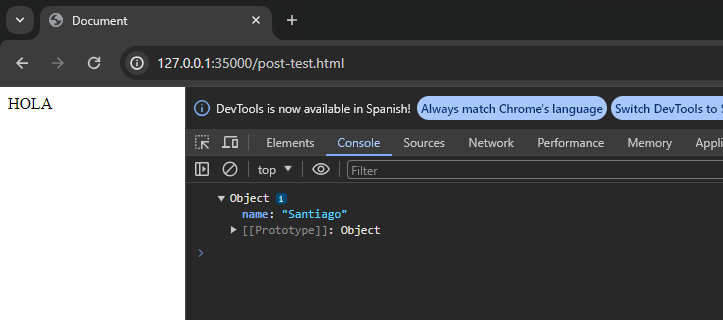 Document
127.0.0.1:35000/post-test.html
HOLA
DevTools is now available in Spanish! Always match Chrome's language Switch DevTools to
Elements Console Sources Network Performance Memory Appli
top Filter
Object i
name: "Santiago"
[[Prototype]]: Object